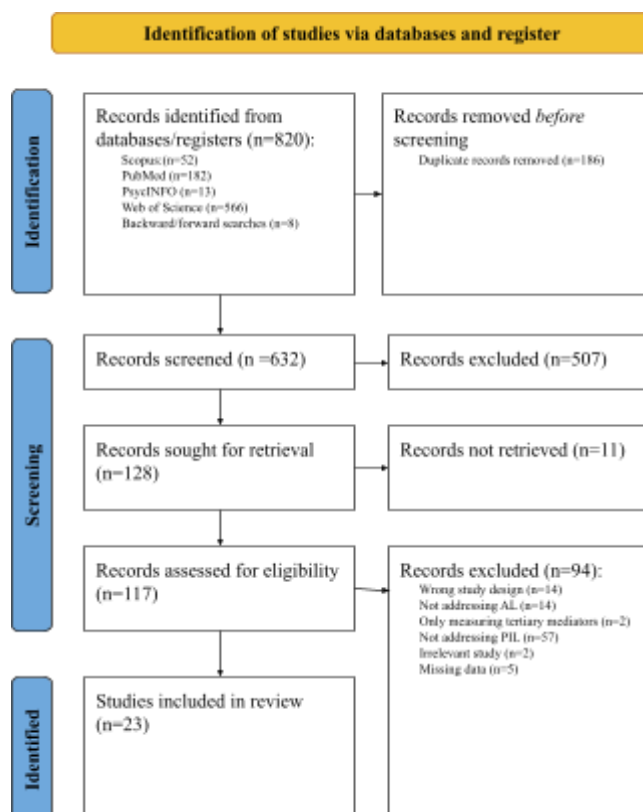 Identification of studies via databases and register
Identification
Records identified from
databases/registers (n=820):
Scopus:(n=52)
PubMed (n=182)
PsycINFO (n=13)
Web of Science (n=566)
Backward/forward searches (n=8)
Records removed before
screening
Duplicate records removed (n=186)
Screening
Records screened (n =632)
Records excluded (n=507)
Records sought for retrieval
(n=128)
Records not retrieved (n=11)
Records assessed for eligibility
(n=117)
Records excluded (n=94):
Wrong study design (n=14)
Not addressing AL (n=14)
Only measuring tertiary mediators (n=2)
Not addressing PIL (n=57)
Irrelevant study (n=2)
Missing data (n=5)
Identified
Studies included in review
(n=23)